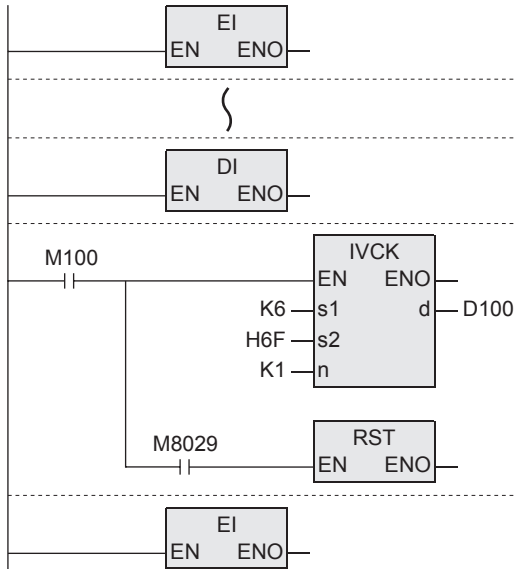 EI
EN ENO
DI
EN ENO
M100
IVCK
EN ENO
K6 s1 d D100
H6F s2
K1 n
M8029
RST
EN ENO
EI
EN ENO